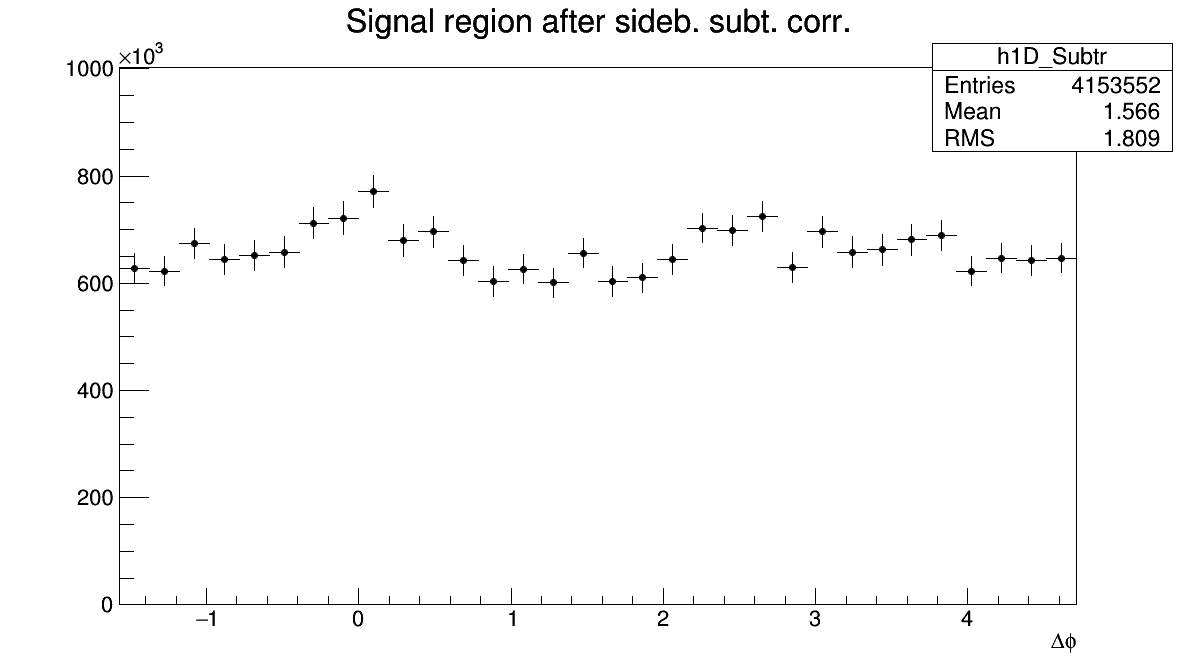 Signal region after sideb. subt. corr.
×10³
h1D_Subtr
Entries 4153552
Mean 1.566
RMS 1.809
1000
800
600
400
200
0
−1 0 1 2 3 4
Δϕ